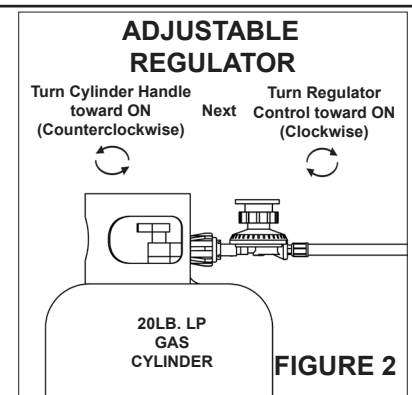 ADJUSTABLE
REGULATOR
Turn Cylinder Handle
toward ON
(Counterclockwise)
Next
Turn Regulator
Control toward ON
(Clockwise)
20LB. LP
GAS
CYLINDER
FIGURE 2